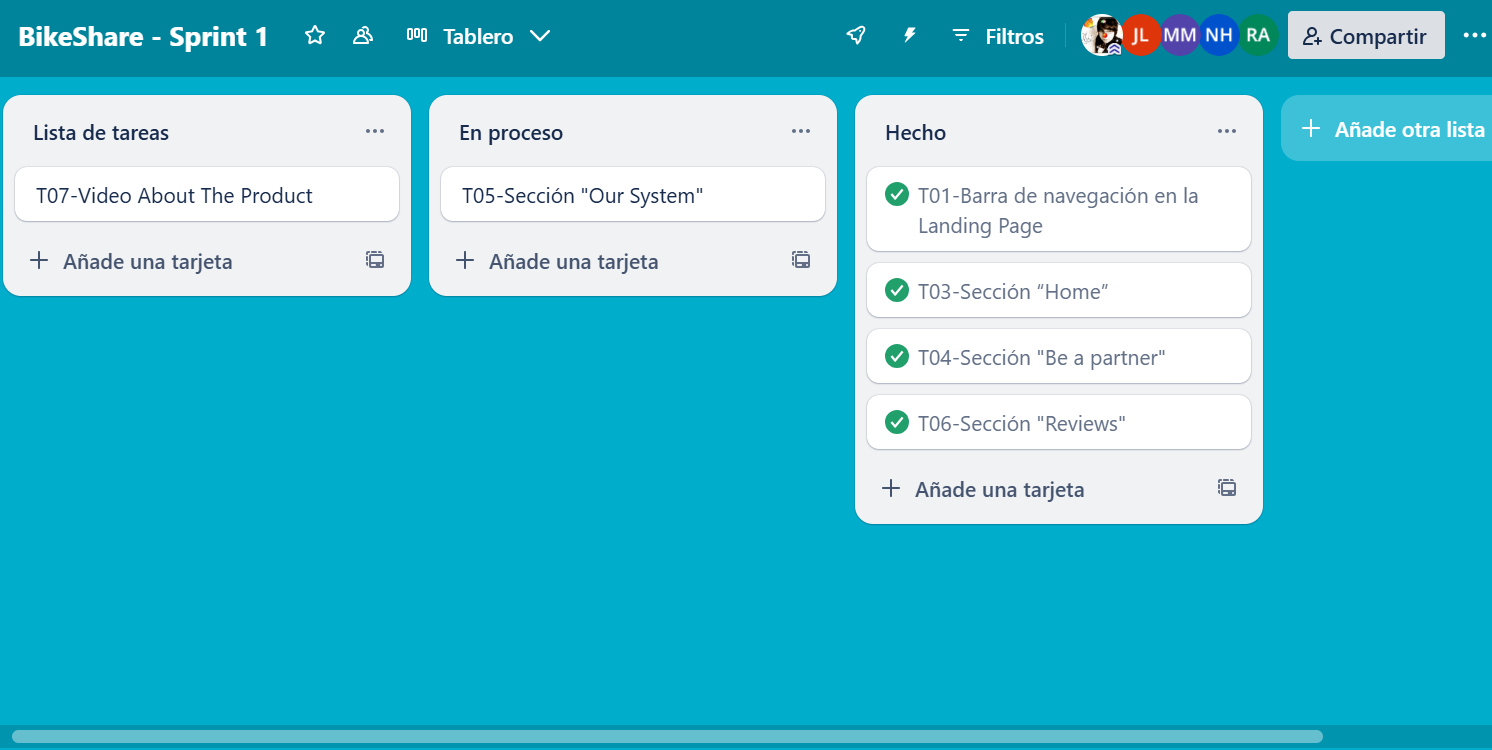 BikeShare - Sprint 1
Tablero
Filtros
JL
MM
NH
RA
Compartir
Lista de tareas
T07-Video About The Product
Añade una tarjeta
En proceso
T05-Sección "Our System"
Añade una tarjeta
Hecho
T01-Barra de navegación en la
Landing Page
T03-Sección “Home”
T04-Sección "Be a partner"
T06-Sección "Reviews"
Añade una tarjeta
Añade otra lista